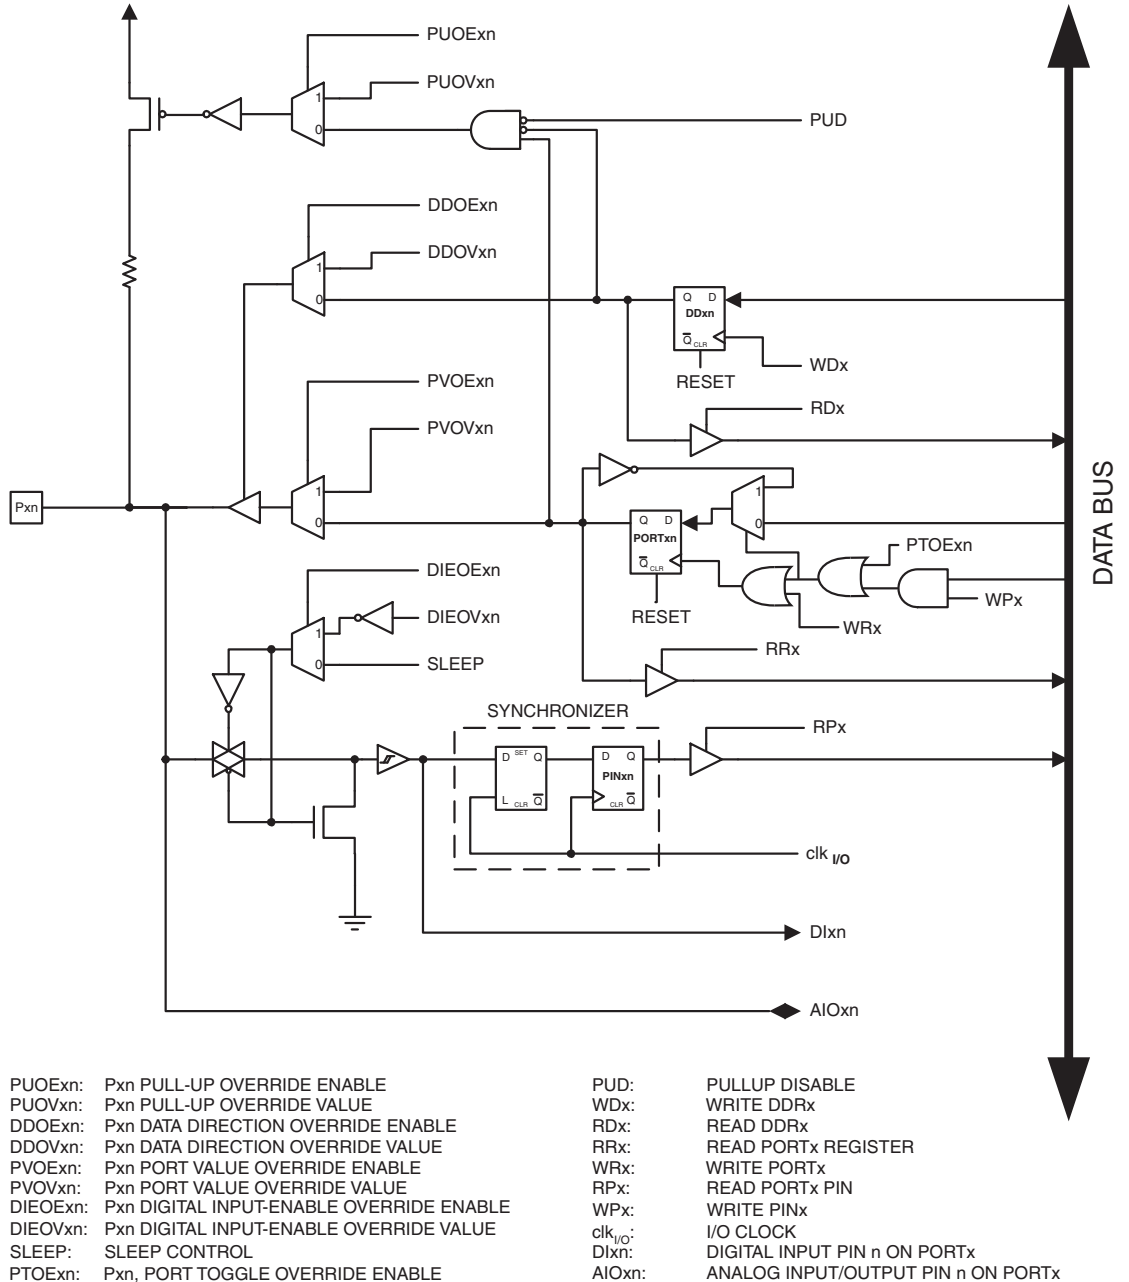 PUOExn
PUOVxn
1
0
PUD
DDOExn
DDOVxn
1
0
Q D
DDxn
Q CLR
WDx
RESET
PVOExn
RDx
PVOVxn
DATA BUS
1
0
Pxn
1
0
Q D
PORTxn
Q CLR
PTOExn
DIEOExn
WPx
DIEOVxn
RESET
WRx
1
0
SLEEP
RRx
SYNCHRONIZER
RPx
D SET Q
L CLR Q
D Q
PINxn
CLR Q
clk I/O
DIxn
AIOxn
PUOExn: Pxn PULL-UP OVERRIDE ENABLE
PUOVxn: Pxn PULL-UP OVERRIDE VALUE
DDOExn: Pxn DATA DIRECTION OVERRIDE ENABLE
DDOVxn: Pxn DATA DIRECTION OVERRIDE VALUE
PVOExn: Pxn PORT VALUE OVERRIDE ENABLE
PVOVxn: Pxn PORT VALUE OVERRIDE VALUE
DIEOExn: Pxn DIGITAL INPUT-ENABLE OVERRIDE ENABLE
DIEOVxn: Pxn DIGITAL INPUT-ENABLE OVERRIDE VALUE
SLEEP: SLEEP CONTROL
PTOExn: Pxn, PORT TOGGLE OVERRIDE ENABLE
PUD: PULLUP DISABLE
WDx: WRITE DDRx
RDx: READ DDRx
RRx: READ PORTx REGISTER
WRx: WRITE PORTx
RPx: READ PORTx PIN
WPx: WRITE PINx
clkI/O: I/O CLOCK
DIxn: DIGITAL INPUT PIN n ON PORTx
AIOxn: ANALOG INPUT/OUTPUT PIN n ON PORTx